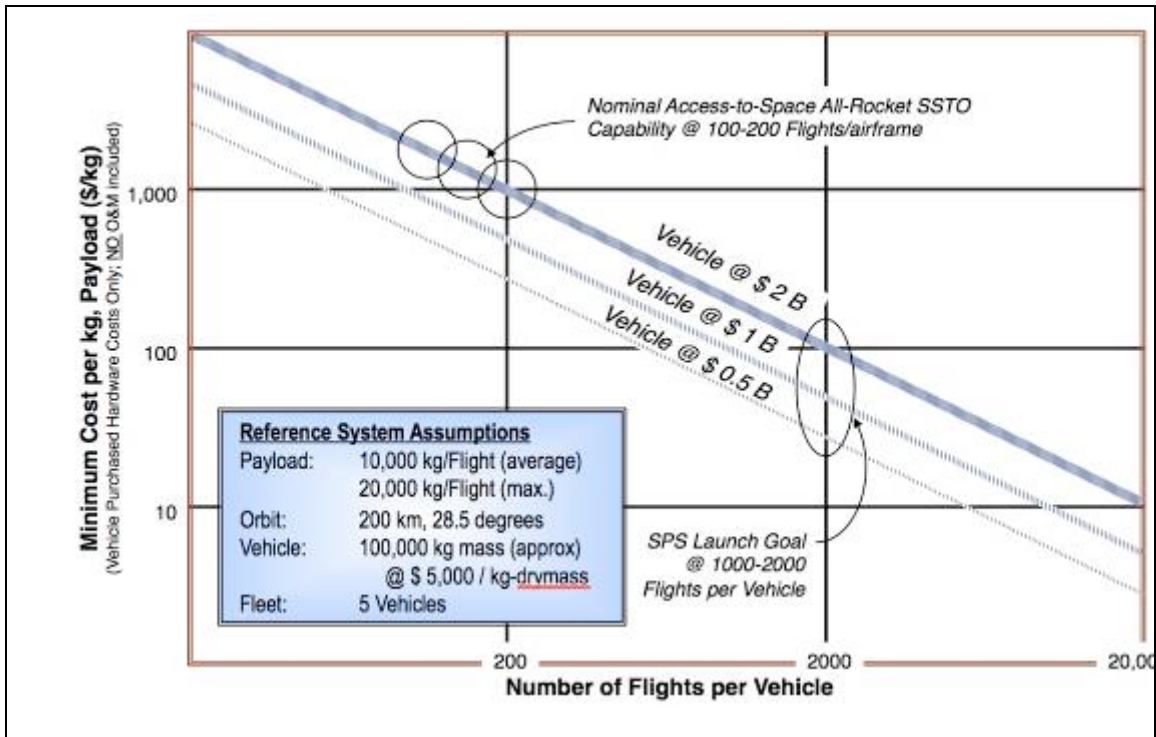 Minimum Cost per kg, Payload ($/kg)
(Vehicle Purchased Hardware Costs Only; NO O&M included)
1,000
100
10
Nominal Access-to-Space All-Rocket SSTO
Capability @ 100-200 Flights/airframe
Vehicle @ $ 2 B
Vehicle @ $ 1 B
Vehicle @ $ 0.5 B
Reference System Assumptions
Payload: 10,000 kg/Flight (average)
20,000 kg/Flight (max.)
Orbit: 200 km, 28.5 degrees
Vehicle: 100,000 kg mass (approx)
@ $ 5,000 / kg-drymass
Fleet: 5 Vehicles
SPS Launch Goal
@ 1000-2000
Flights per Vehicle
200
2000
20,00
Number of Flights per Vehicle